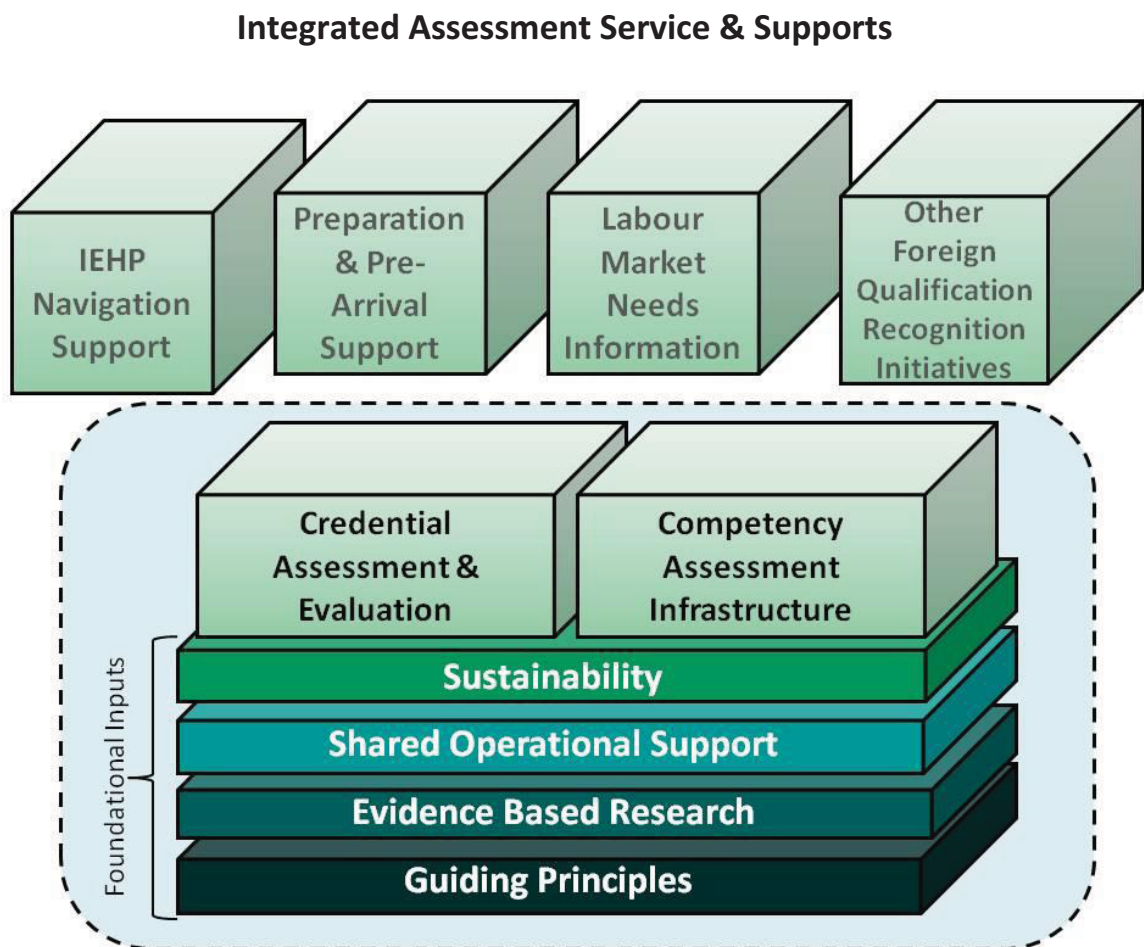 Integrated Assessment Service & Supports
IEHP
Navigation
Support
Preparation
& Pre-
Arrival
Support
Labour
Market
Needs
Information
Other
Foreign
Qualification
Recognition
Initiatives
Credential
Assessment &
Evaluation
Competency
Assessment
Infrastructure
Foundational Inputs
Sustainability
Shared Operational Support
Evidence Based Research
Guiding Principles